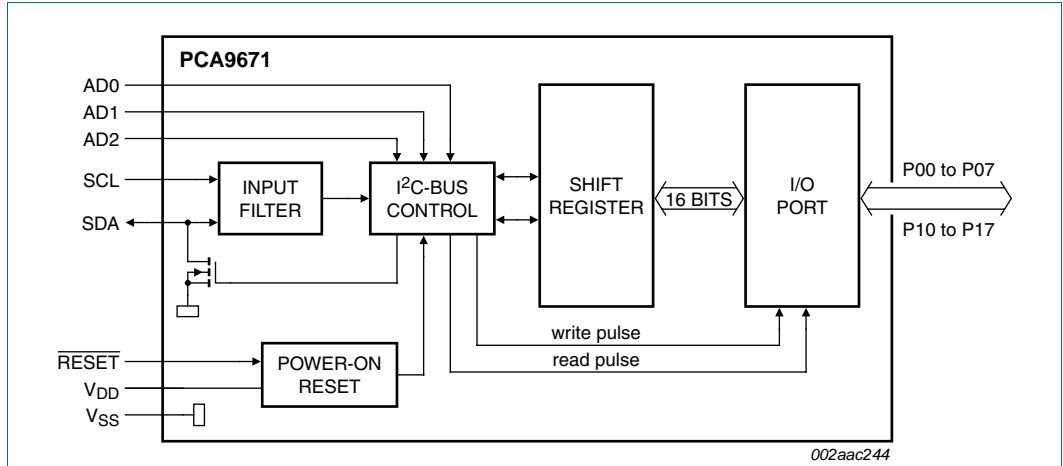 PCA9671
AD0
AD1
AD2
SCL
SDA
INPUT
FILTER
I²C-BUS
CONTROL
SHIFT
REGISTER
16 BITS
I/O
PORT
P00 to P07
P10 to P17
write pulse
read pulse
RESET
VDD
VSS
POWER-ON
RESET
002aac244